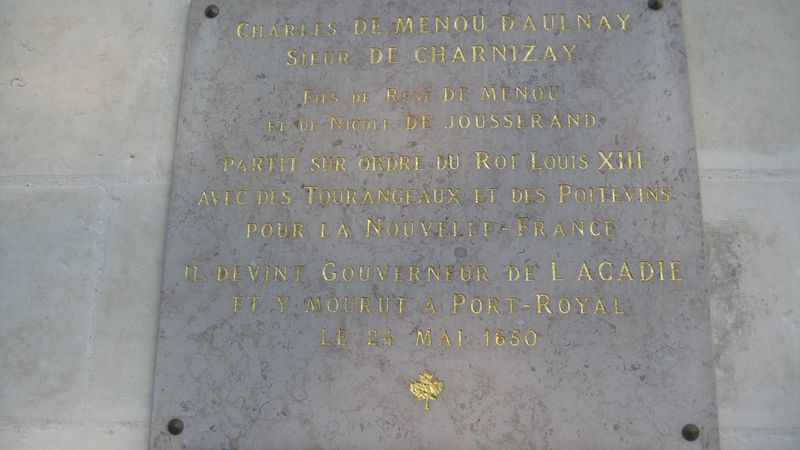 CHARLES DE MENOU D'AULNAY
SIEUR DE CHARNIZAY
FILS DE RENÉ DE MENOU
ET DE NICOLE DE JOUSSERAND
PARTIT SUR ORDRE DU ROI LOUIS XIII
AVEC DES TOURANGEAUX ET DES POITEVINS
POUR LA NOUVELLE-FRANCE
IL DEVINT GOUVERNEUR DE L'ACADIE
ET Y MOURUT A PORT-ROYAL
LE 24 MAI 1650